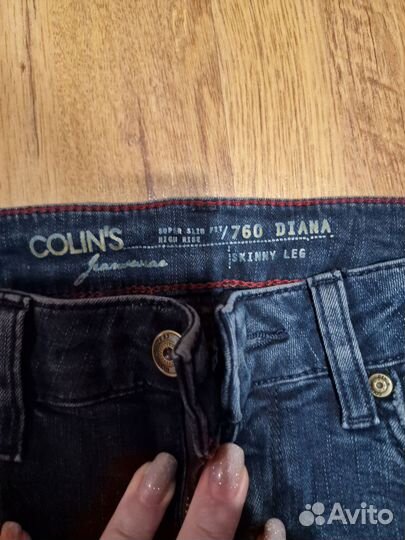 COLIN'S
Jeanswear
SUPER SLIM FIT
HIGH RISE
/760 DIANA
SKINNY LEG
Avito